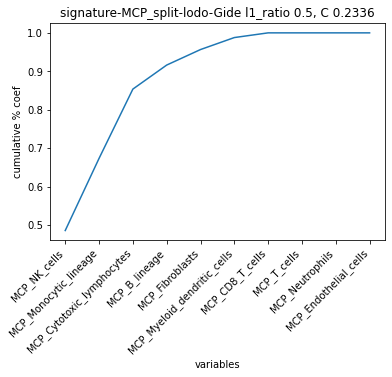 signature-MCP_split-lodo-Gide l1_ratio 0.5, C 0.2336
cumulative % coef
1.0
0.9
0.8
0.7
0.6
0.5
MCP_NK_cells
MCP_Monocytic_lineage
MCP_Cytotoxic_lymphocytes
MCP_B_lineage
MCP_Fibroblasts
MCP_Myeloid_dendritic_cells
MCP_CD8_T_cells
MCP_T_cells
MCP_Neutrophils
MCP_Endothelial_cells
variables